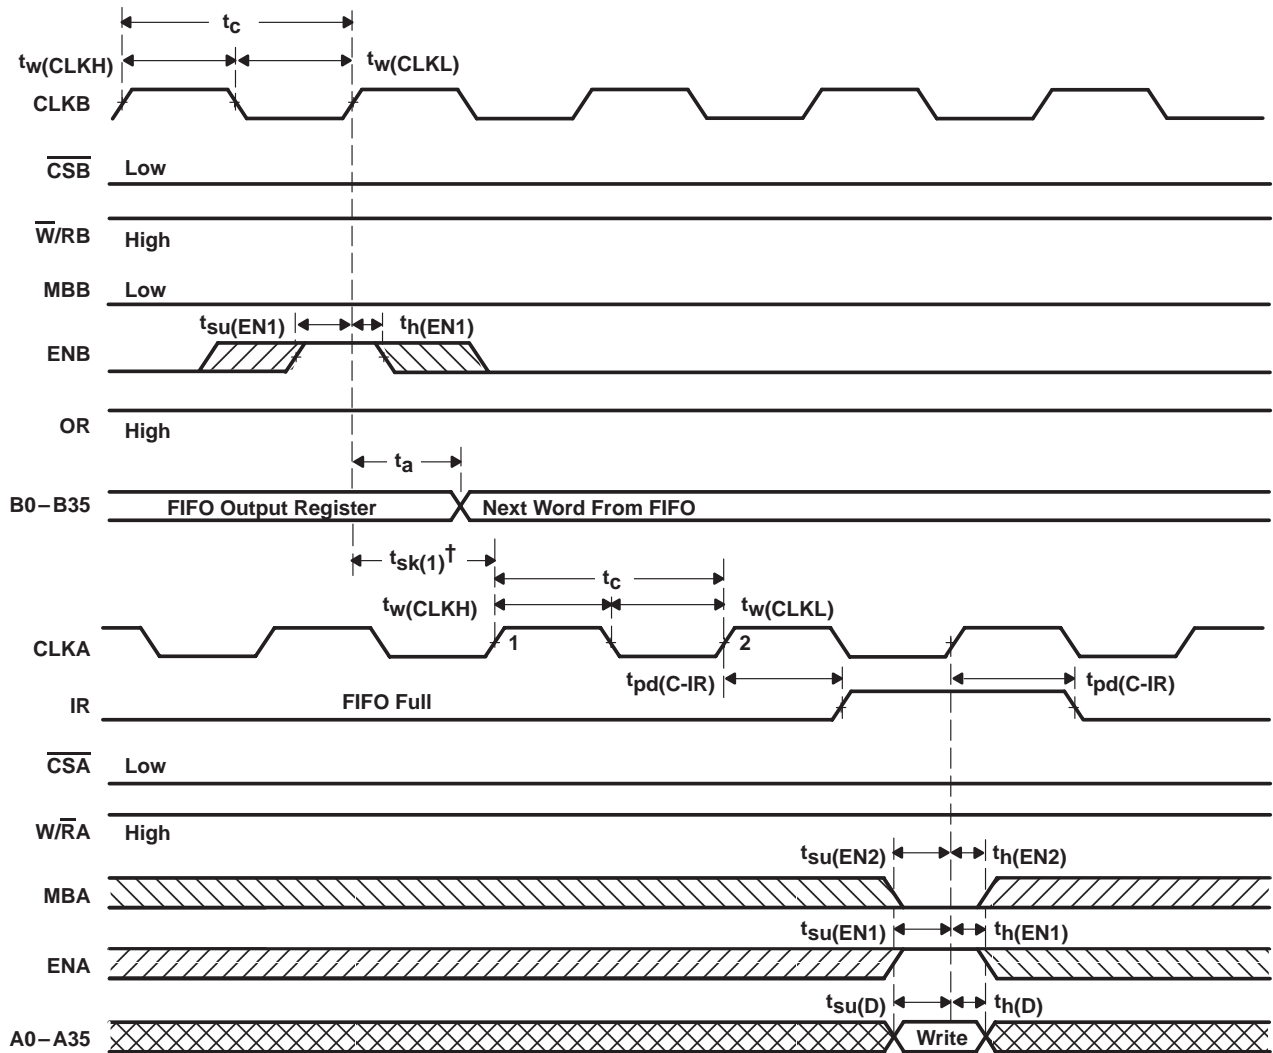 tc
tw(CLKH) tw(CLKL)
CLKB
CSB Low
W/RB High
MBB Low
tsu(EN1) th(EN1)
ENB
OR High
ta
B0–B35 FIFO Output Register Next Word From FIFO
tsk(1)†
tc
tw(CLKH) tw(CLKL)
CLKA 1 2
tpd(C-IR) tpd(C-IR)
IR FIFO Full
CSA Low
W/RA High
tsu(EN2) th(EN2)
MBA
tsu(EN1) th(EN1)
ENA
tsu(D) th(D)
A0–A35 Write